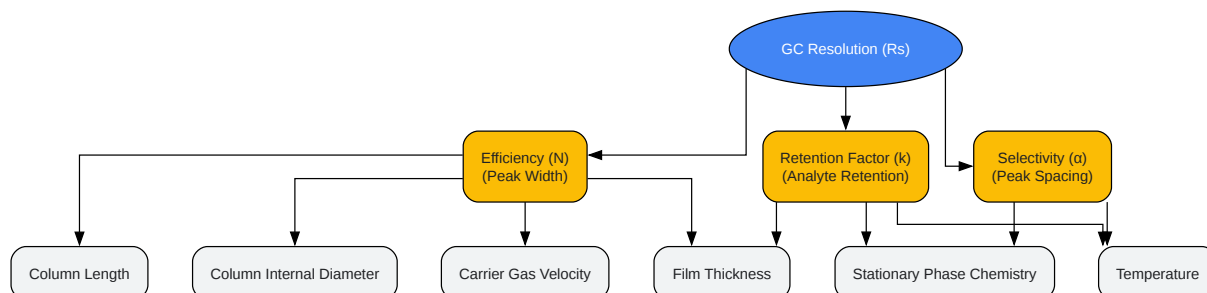 GC Resolution (Rs)
Efficiency (N)
(Peak Width)
Retention Factor (k)
(Analyte Retention)
Selectivity (α)
(Peak Spacing)
Column Length
Column Internal Diameter
Carrier Gas Velocity
Film Thickness
Stationary Phase Chemistry
Temperature